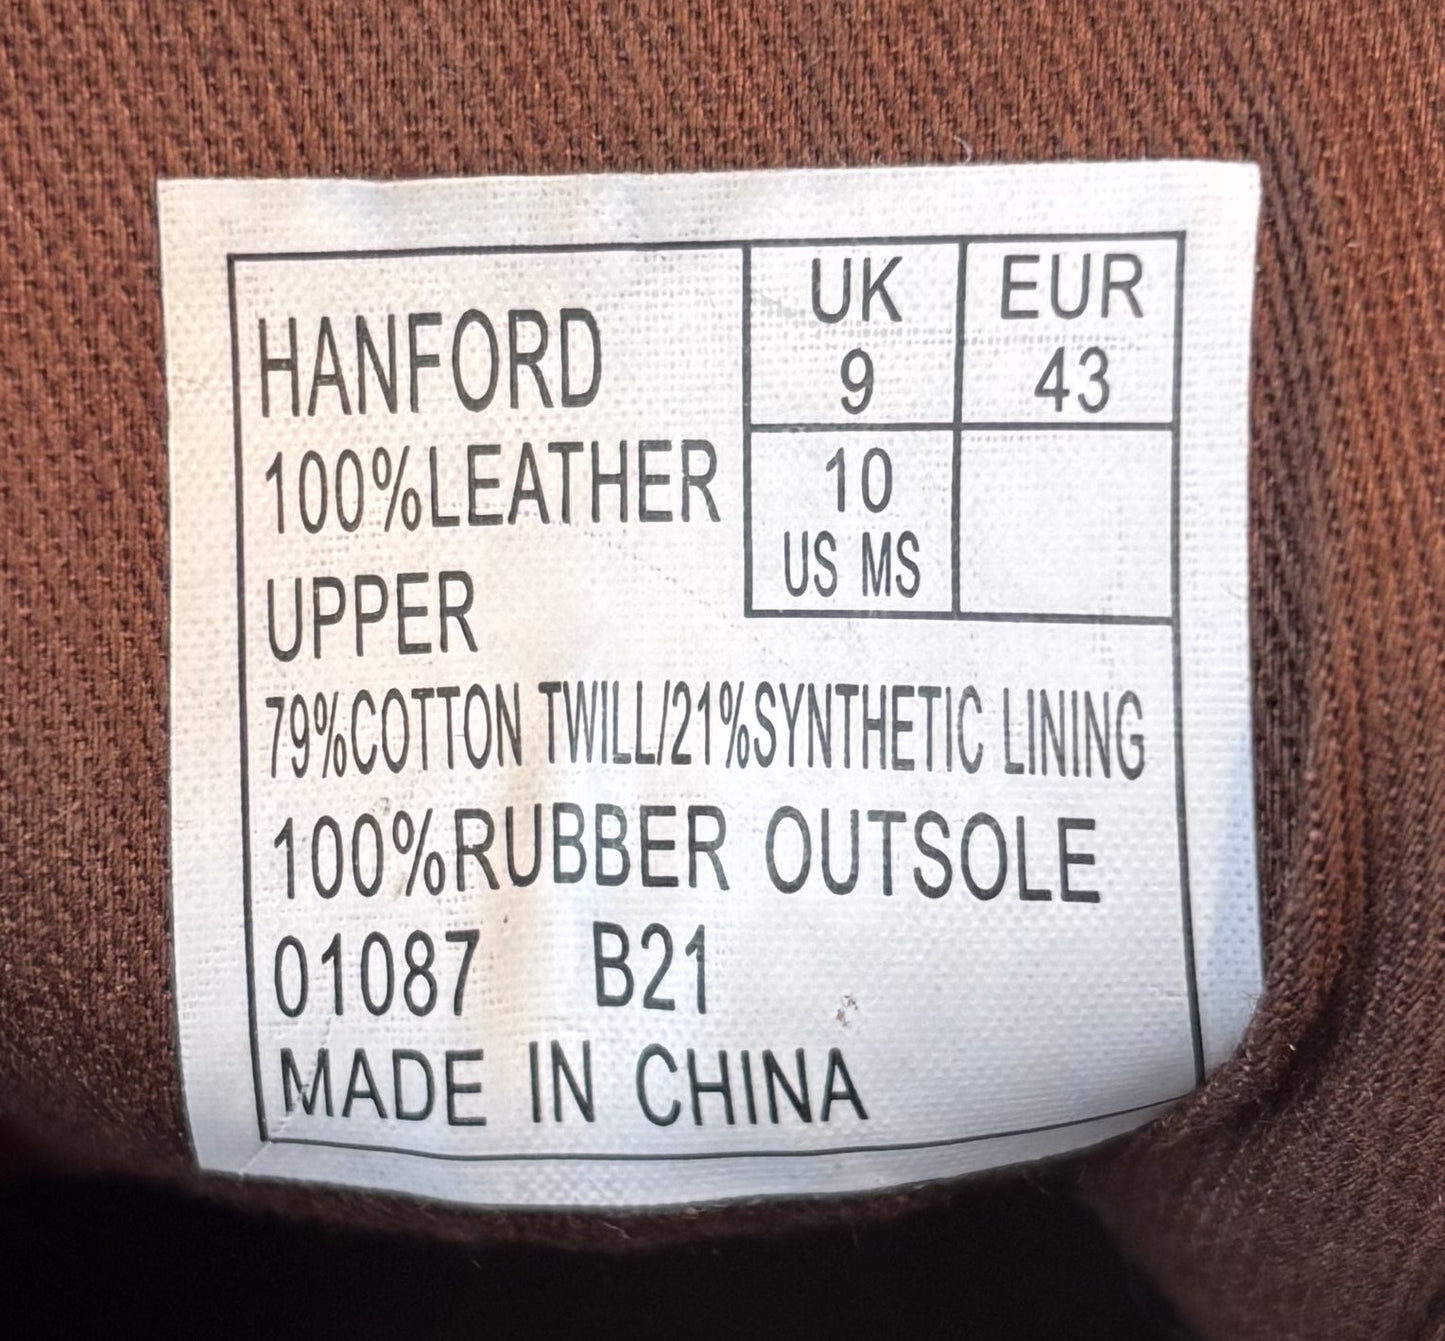 HANFORD
100%LEATHER
UPPER
UK EUR
9 43
10
US MS
79%COTTON TWILL/21%SYNTHETIC LINING
100%RUBBER OUTSOLE
01087 B21
MADE IN CHINA